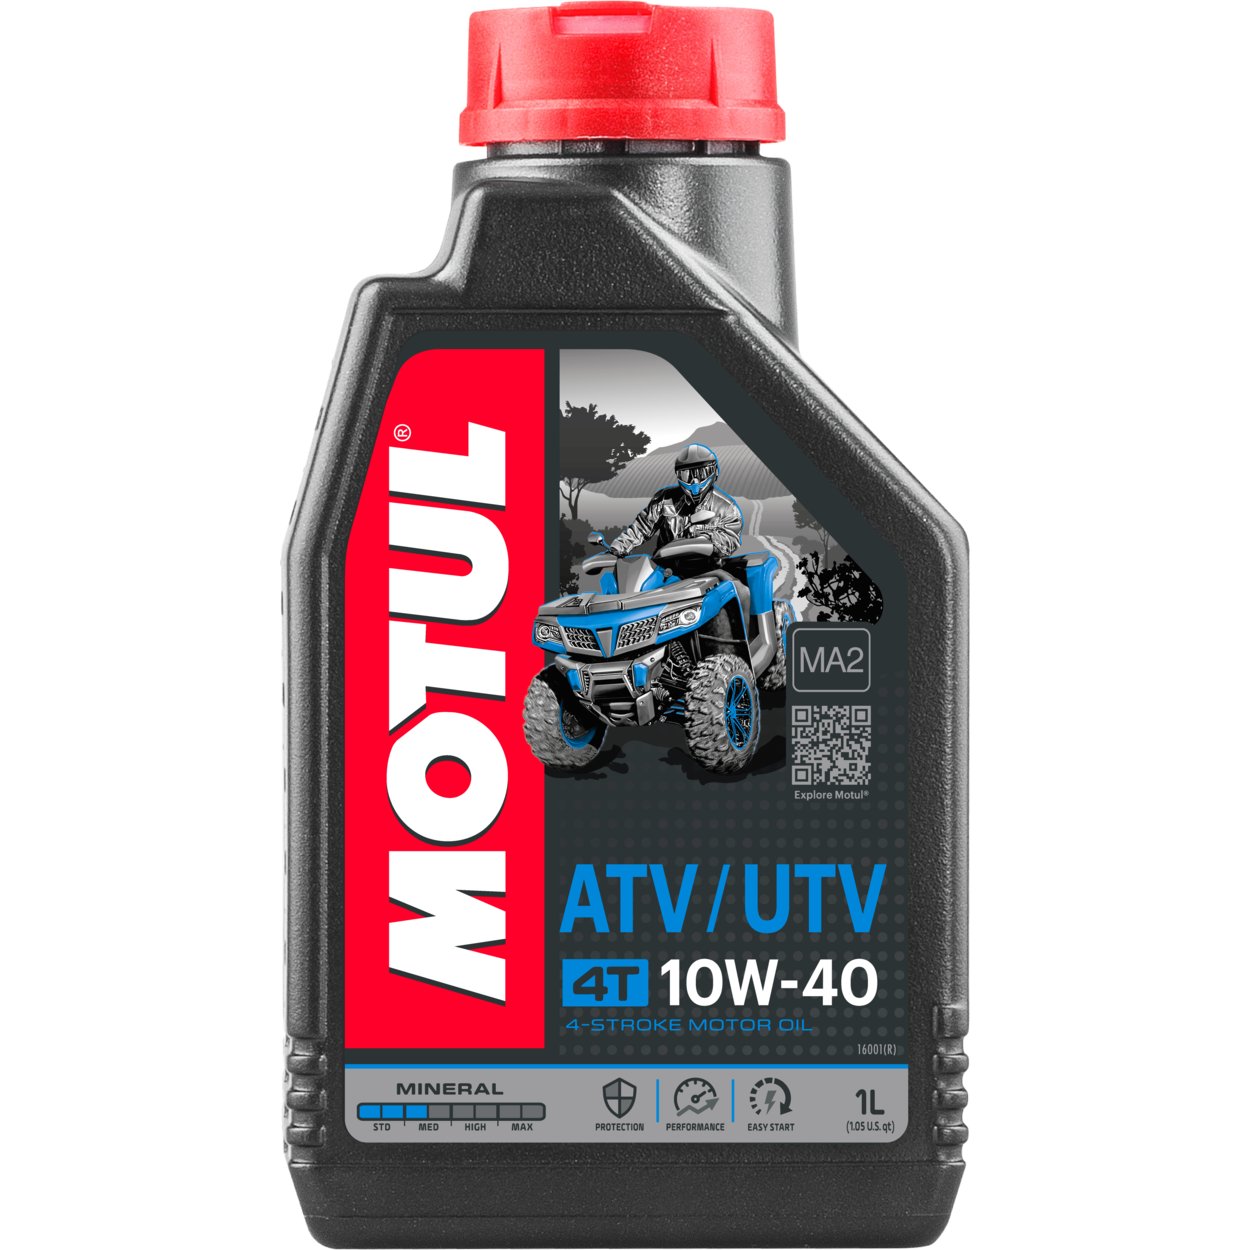 MOTUL®
MA2
Explore Motul®
ATV/UTV
4T 10W-40
4-STROKE MOTOR OIL
16001(R)
MINERAL
STD MED HIGH MAX
PROTECTION PERFORMANCE EASY START
1L
(1.05 U.S. qt)